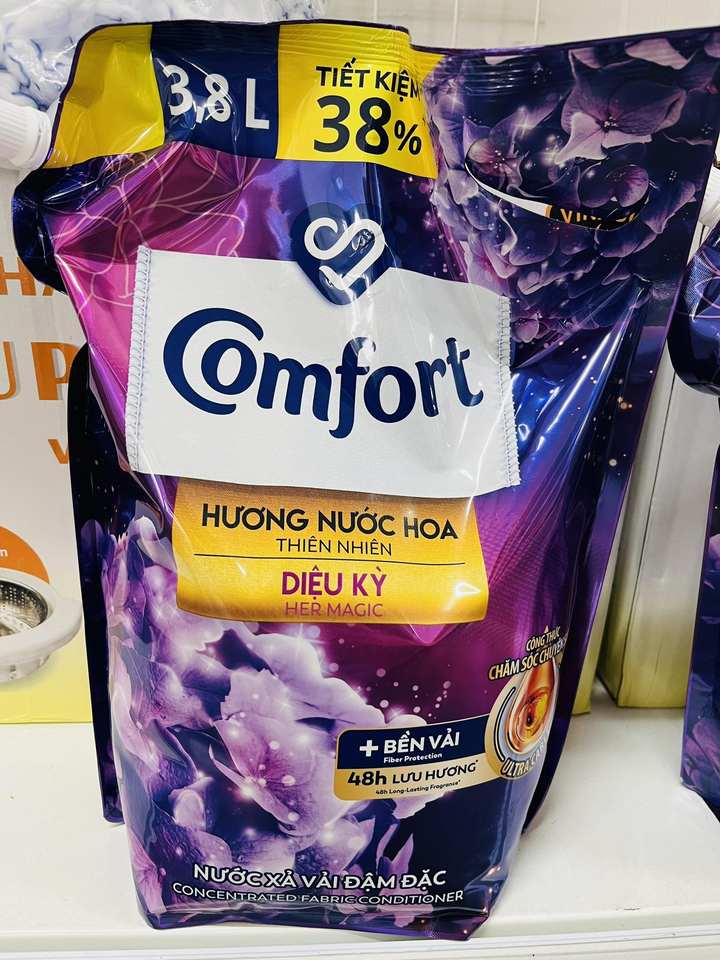 3,8 L
TIẾT KIỆM
38%
Comfort
HƯƠNG NƯỚC HOA
THIÊN NHIÊN
DIỆU KỲ
HER MAGIC
CÔNG THỨC
CHĂM SÓC
+ BỀN VẢI
Fiber Protection
48h LƯU HƯƠNG*
48h Long-Lasting Fragrance*
ULTRA
NƯỚC XẢ VẢI ĐẬM ĐẶC
CONCENTRATED FABRIC CONDITIONER